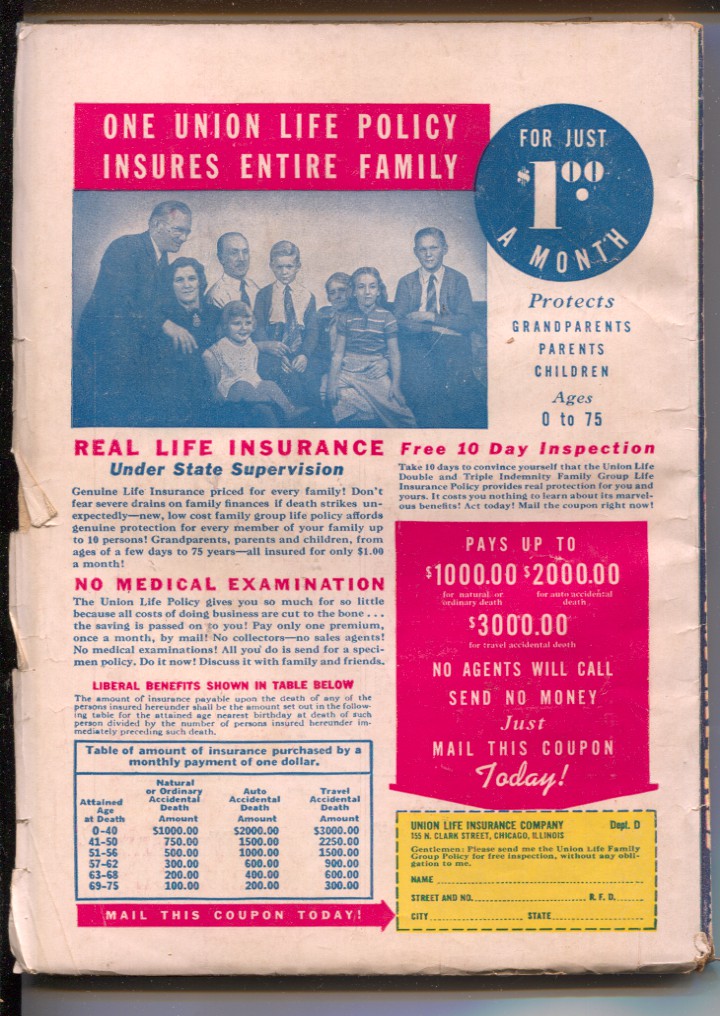 ONE UNION LIFE POLICY
INSURES ENTIRE FAMILY
FOR JUST
$1.00
A MONTH
Protects
GRANDPARENTS
PARENTS
CHILDREN
Ages
0 to 75
REAL LIFE INSURANCE
Under State Supervision
Genuine Life Insurance priced for every family! Don't
fear severe drains on family finances if death strikes un-
expectedly—new, low cost family group life policy affords
genuine protection for every member of your family up
to 10 persons! Grandparents, parents and children, from
ages of a few days to 75 years—all insured for only $1.00
a month!
NO MEDICAL EXAMINATION
The Union Life Policy gives you so much for so little
because all costs of doing business are cut to the bone . . .
the saving is passed on to you! Pay only one premium,
once a month, by mail! No collectors—no sales agents!
No medical examinations! All you do is send for a speci-
men policy. Do it now! Discuss it with family and friends.
LIBERAL BENEFITS SHOWN IN TABLE BELOW
The amount of insurance payable upon the death of any of the
persons insured hereunder shall be the amount set out in the follow-
ing table for the attained age nearest birthday at death of such
person divided by the number of persons insured hereunder im-
mediately preceding such death.
Table of amount of insurance purchased by a
monthly payment of one dollar.
Attained Age at Death | Natural or Ordinary Accidental Death Amount | Auto Accidental Death Amount | Travel Accidental Death Amount
0-40 $1000.00 $2000.00 $3000.00
41-50 750.00 1500.00 2250.00
51-56 500.00 1000.00 1500.00
57-62 300.00 600.00 900.00
63-68 200.00 400.00 600.00
69-75 100.00 200.00 300.00
MAIL THIS COUPON TODAY!
Free 10 Day Inspection
Take 10 days to convince yourself that the Union Life
Double and Triple Indemnity Family Group Life
Insurance Policy provides real protection for you and
yours. It costs you nothing to learn about its marvel-
ous benefits! Act today! Mail the coupon right now!
PAYS UP TO
$1000.00 $2000.00
for natural or ordinary death for auto accidental death
$3000.00
for travel accidental death
NO AGENTS WILL CALL
SEND NO MONEY
Just
MAIL THIS COUPON
Today!
UNION LIFE INSURANCE COMPANY Dept. D
155 N. CLARK STREET, CHICAGO, ILLINOIS
Gentlemen: Please send me the Union Life Family
Group Policy for free inspection, without any obli-
gation to me.
NAME
STREET AND NO. R. F. D.
CITY STATE